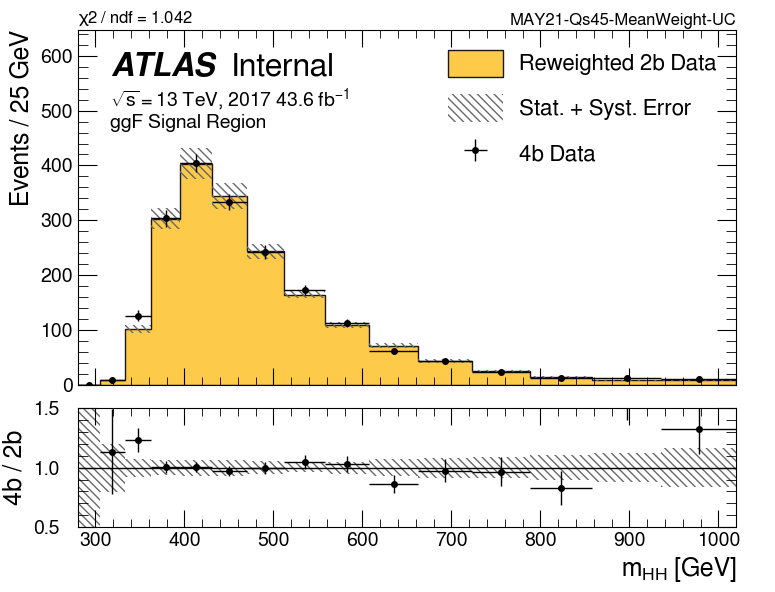 χ2 / ndf = 1.042
MAY21-Qs45-MeanWeight-UC
Events / 25 GeV
600
500
400
300
200
100
0
ATLAS Internal
√s = 13 TeV, 2017 43.6 fb⁻¹
ggF Signal Region
Reweighted 2b Data
Stat. + Syst. Error
4b Data
4b / 2b
1.5
1.0
0.5
300 400 500 600 700 800 900 1000
mHH [GeV]